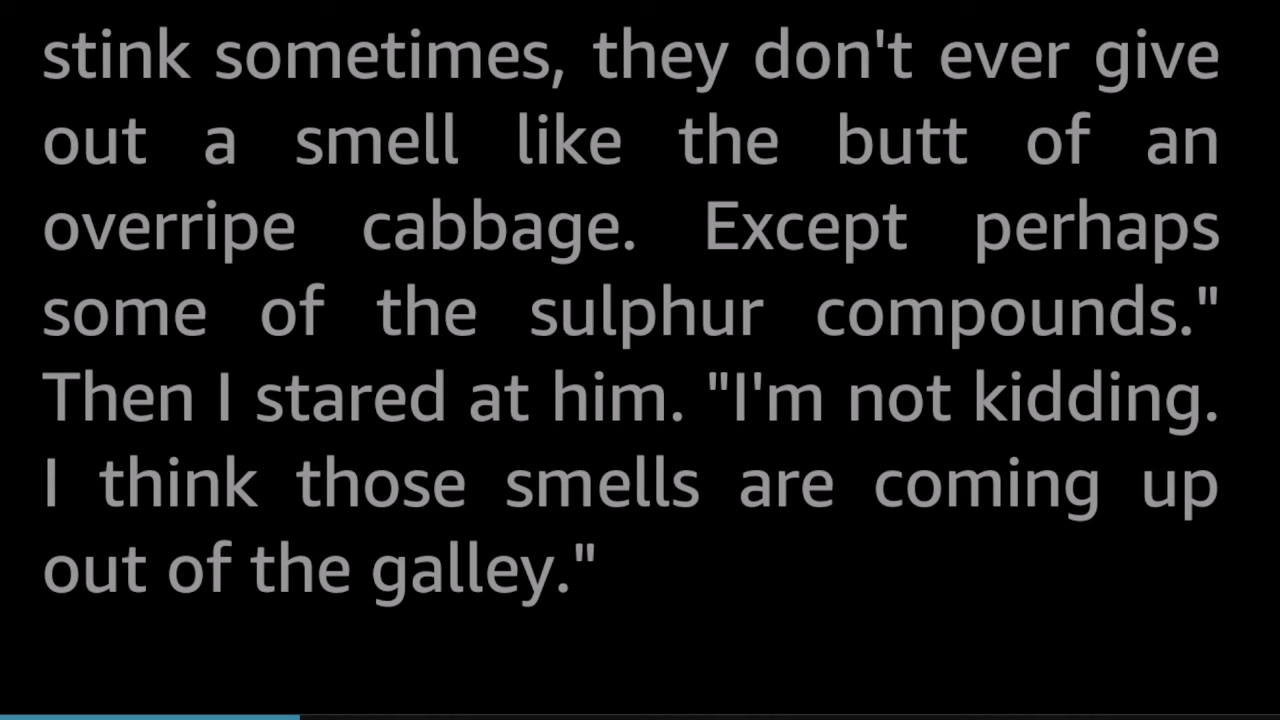 stink sometimes, they don't ever give
out a smell like the butt of an
overripe cabbage. Except perhaps
some of the sulphur compounds."
Then I stared at him. "I'm not kidding.
I think those smells are coming up
out of the galley."